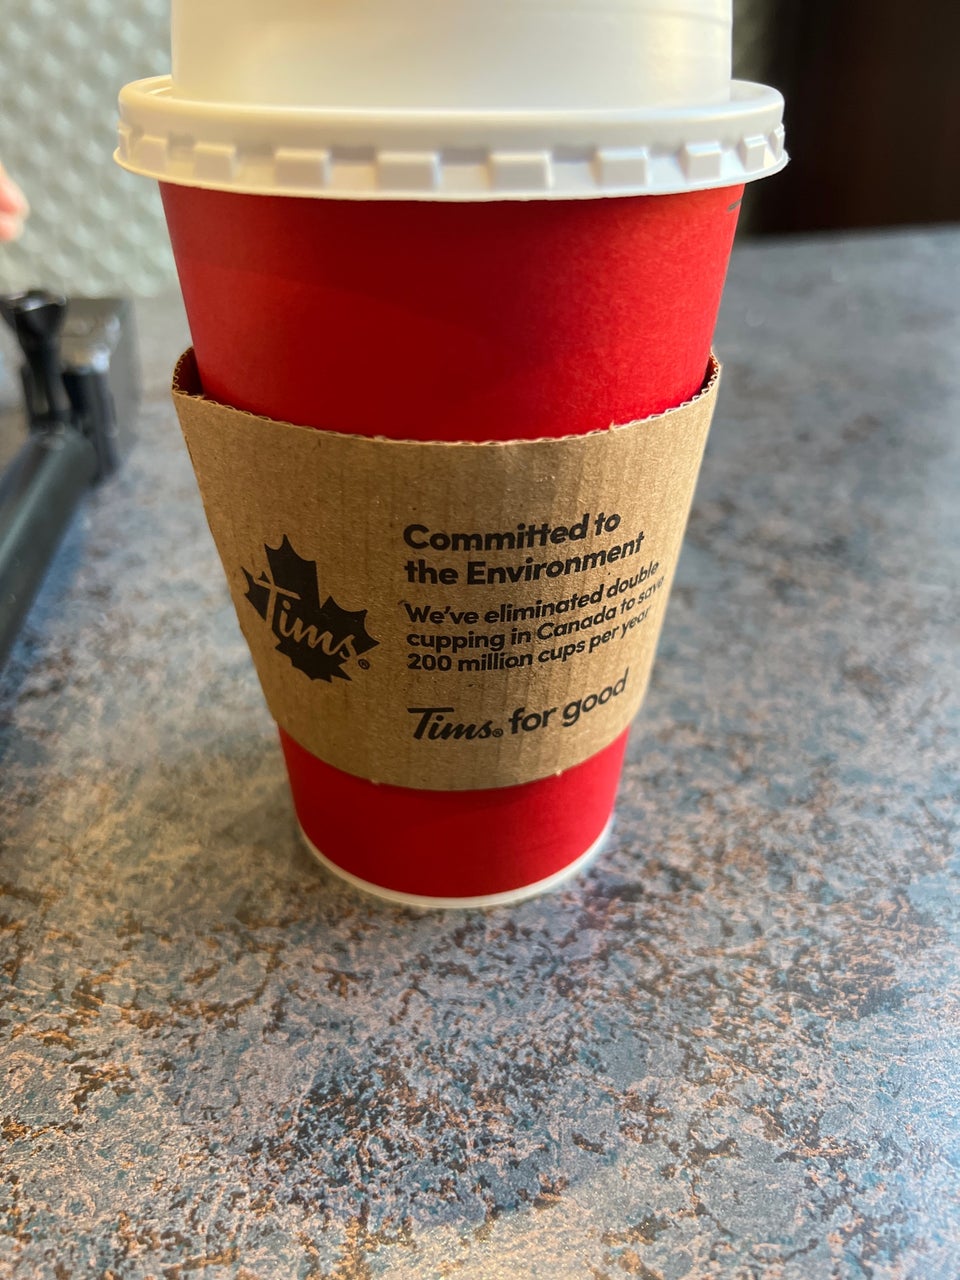 Tims®
Committed to
the Environment
We've eliminated double
cupping in Canada to save
200 million cups per year
Tims® for good